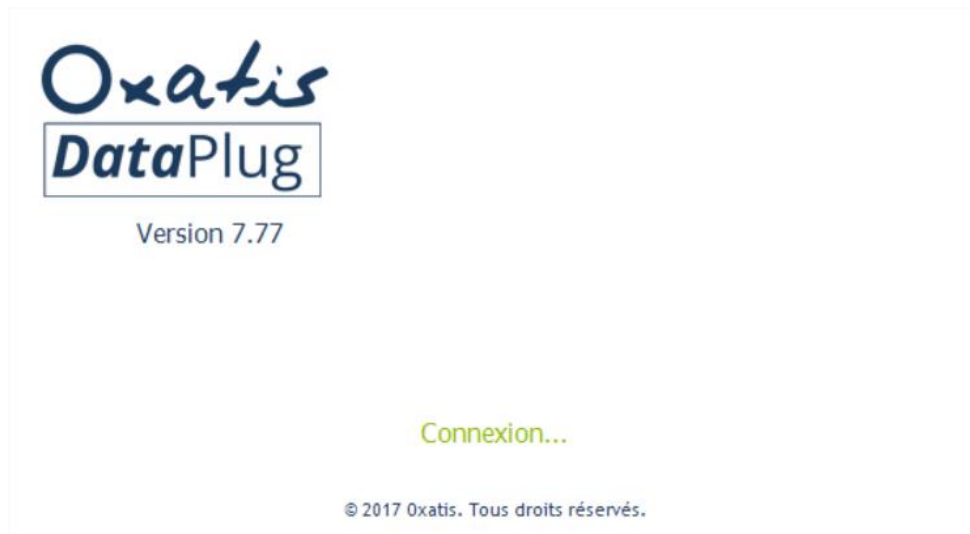 Oxatis
DataPlug
Version 7.77
Connexion...
© 2017 Oxatis. Tous droits réservés.